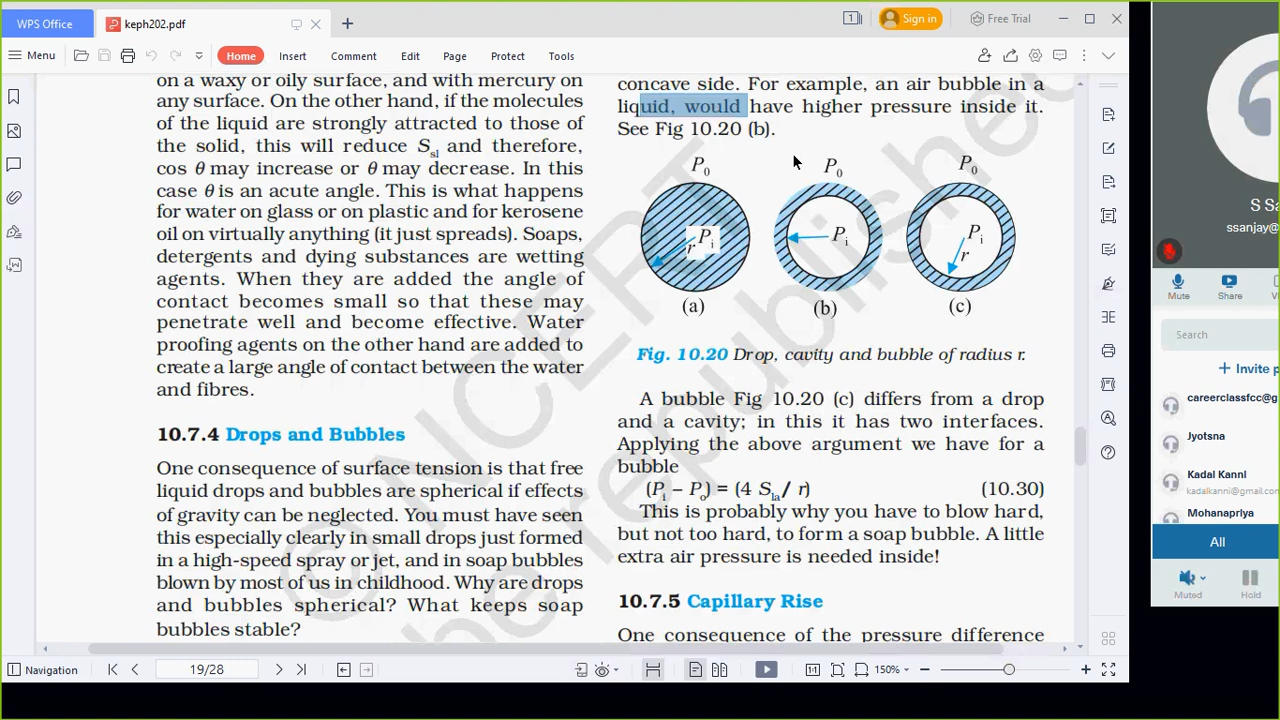 WPS Office
keph202.pdf
1
Sign in
Free Trial
Menu
Home
Insert
Comment
Edit
Page
Protect
Tools
on a waxy or oily surface, and with mercury on
any surface. On the other hand, if the molecules
of the liquid are strongly attracted to those of
the solid, this will reduce Ssl and therefore,
cos θ may increase or θ may decrease. In this
case θ is an acute angle. This is what happens
for water on glass or on plastic and for kerosene
oil on virtually anything (it just spreads). Soaps,
detergents and dying substances are wetting
agents. When they are added the angle of
contact becomes small so that these may
penetrate well and become effective. Water
proofing agents on the other hand are added to
create a large angle of contact between the water
and fibres.
10.7.4 Drops and Bubbles
One consequence of surface tension is that free
liquid drops and bubbles are spherical if effects
of gravity can be neglected. You must have seen
this especially clearly in small drops just formed
in a high-speed spray or jet, and in soap bubbles
blown by most of us in childhood. Why are drops
and bubbles spherical? What keeps soap
bubbles stable?
concave side. For example, an air bubble in a
liquid, would have higher pressure inside it.
See Fig 10.20 (b).
P0 P0 P0
Pi r Pi Pi r
(a) (b) (c)
Fig. 10.20 Drop, cavity and bubble of radius r.
A bubble Fig 10.20 (c) differs from a drop
and a cavity; in this it has two interfaces.
Applying the above argument we have for a
bubble
(Pi – Po) = (4 Sla/ r) (10.30)
This is probably why you have to blow hard,
but not too hard, to form a soap bubble. A little
extra air pressure is needed inside!
10.7.5 Capillary Rise
One consequence of the pressure difference
© NCERT
be republished
Navigation
19/28
1:1
150%
S Sa
ssanjay@
Mute
Share
Search
+ Invite p
careerclassfcc@g
Jyotsna
Kadal Kanni
kadalkanni@gmail.com
Mohanapriya
All
Muted
Hold